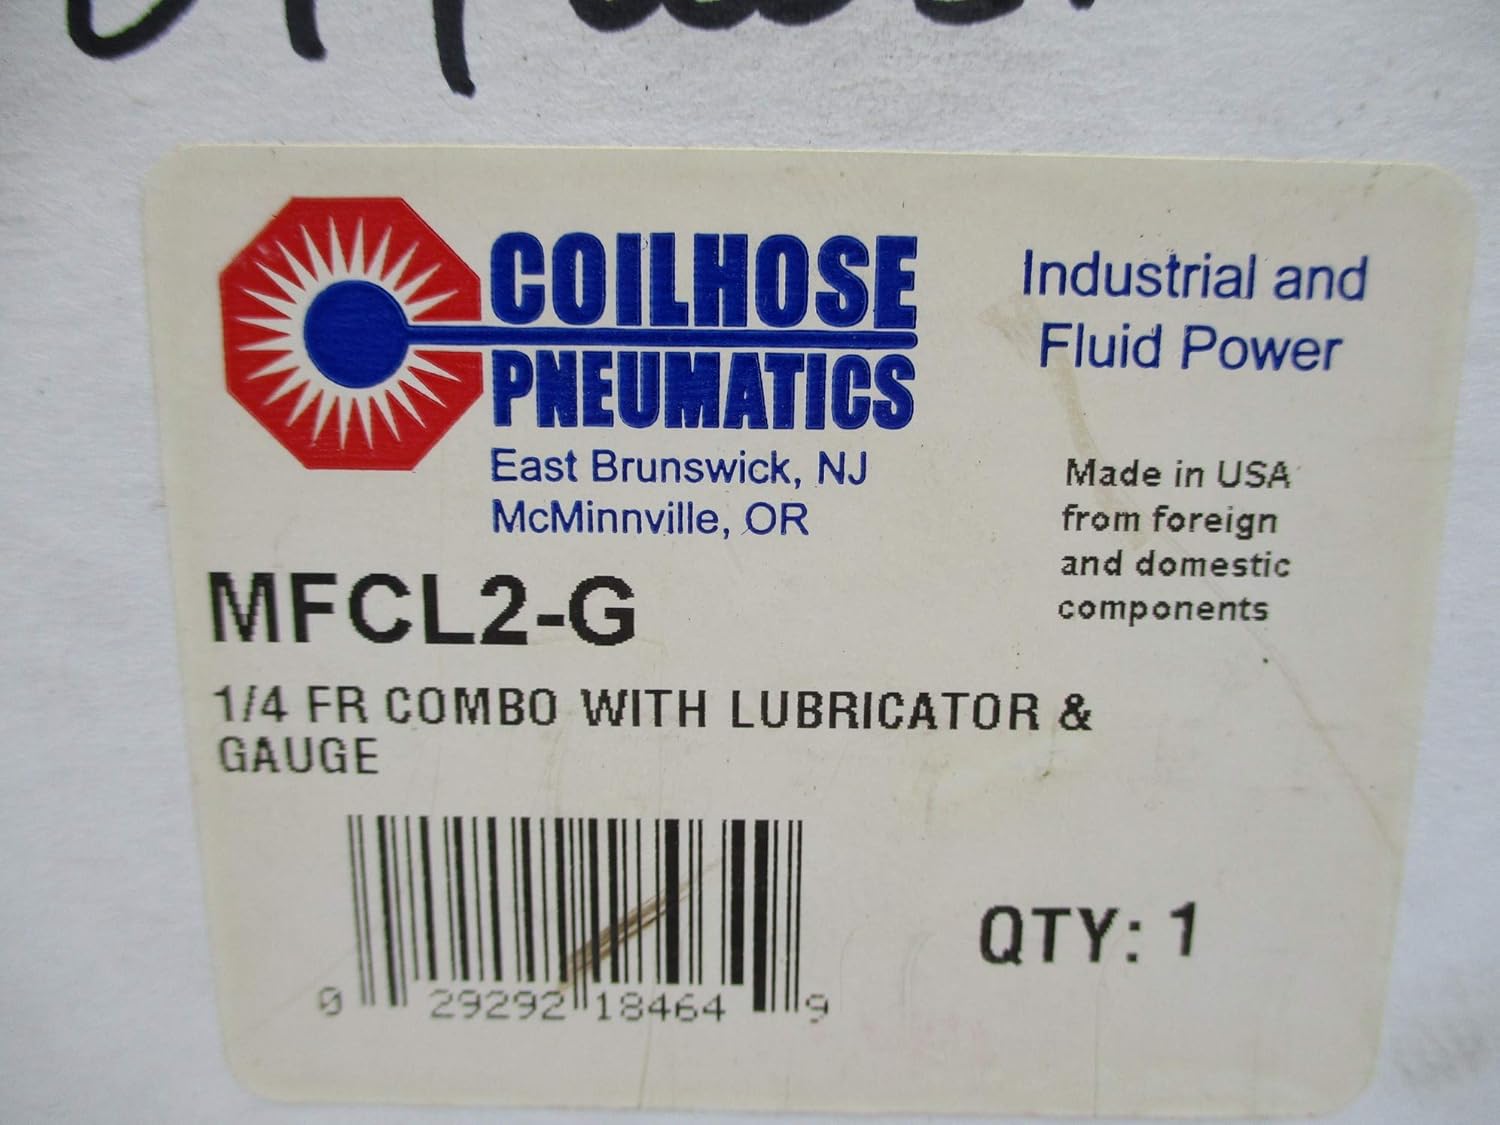 COILHOSE
PNEUMATICS
East Brunswick, NJ
McMinnville, OR
Industrial and
Fluid Power
Made in USA
from foreign
and domestic
components
MFCL2-G
1/4 FR COMBO WITH LUBRICATOR &
GAUGE
0 29292 18464 9
QTY: 1